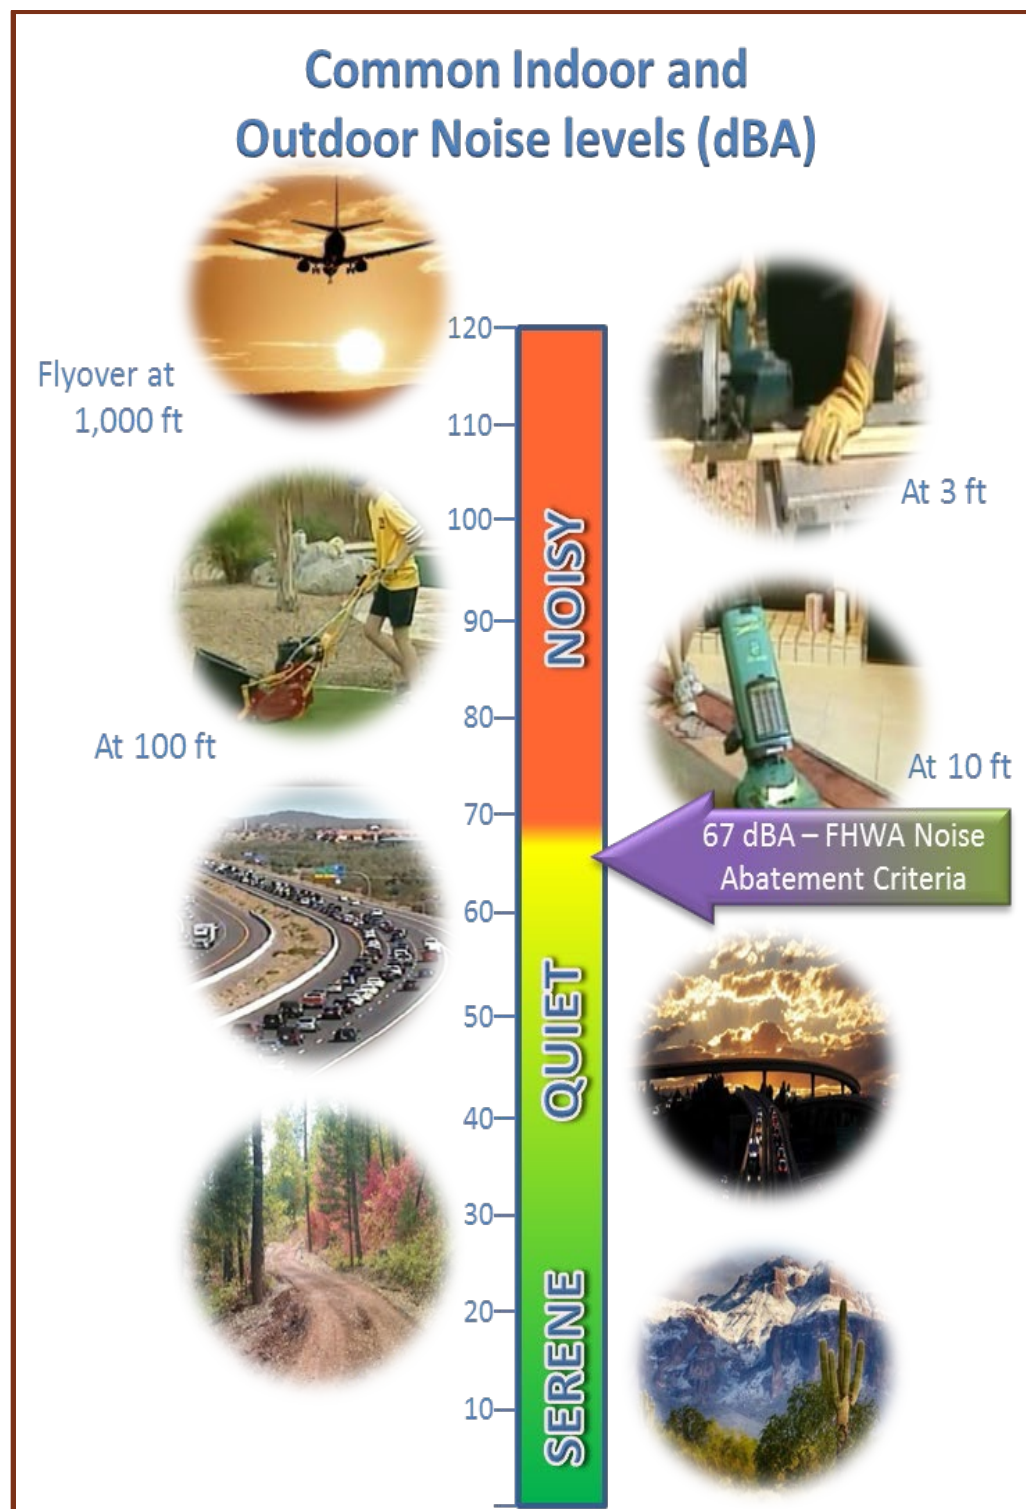 Common Indoor and
Outdoor Noise levels (dBA)
Flyover at
1,000 ft
At 3 ft
At 100 ft
At 10 ft
120
110
100
90
80
70
60
50
40
30
20
10
NOISY
QUIET
SERENE
67 dBA – FHWA Noise
Abatement Criteria